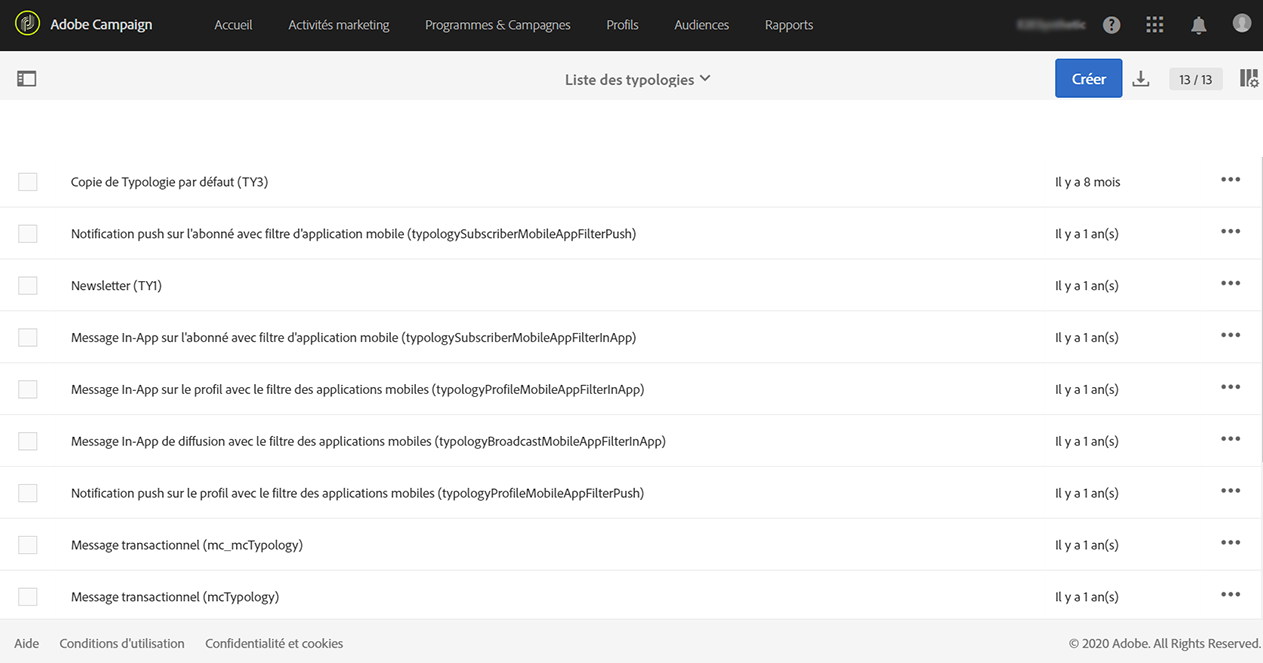 Adobe Campaign Accueil Activités marketing Programmes & Campagnes Profils Audiences Rapports
Liste des typologies Créer 13 / 13
Copie de Typologie par défaut (TY3) Il y a 8 mois
Notification push sur l'abonné avec filtre d'application mobile (typologySubscriberMobileAppFilterPush) Il y a 1 an(s)
Newsletter (TY1) Il y a 1 an(s)
Message In-App sur l'abonné avec filtre d'application mobile (typologySubscriberMobileAppFilterInApp) Il y a 1 an(s)
Message In-App sur le profil avec le filtre des applications mobiles (typologyProfileMobileAppFilterInApp) Il y a 1 an(s)
Message In-App de diffusion avec le filtre des applications mobiles (typologyBroadcastMobileAppFilterInApp) Il y a 1 an(s)
Notification push sur le profil avec le filtre des applications mobiles (typologyProfileMobileAppFilterPush) Il y a 1 an(s)
Message transactionnel (mc_mcTypology) Il y a 1 an(s)
Message transactionnel (mcTypology) Il y a 1 an(s)
Aide Conditions d'utilisation Confidentialité et cookies © 2020 Adobe. All Rights Reserved.